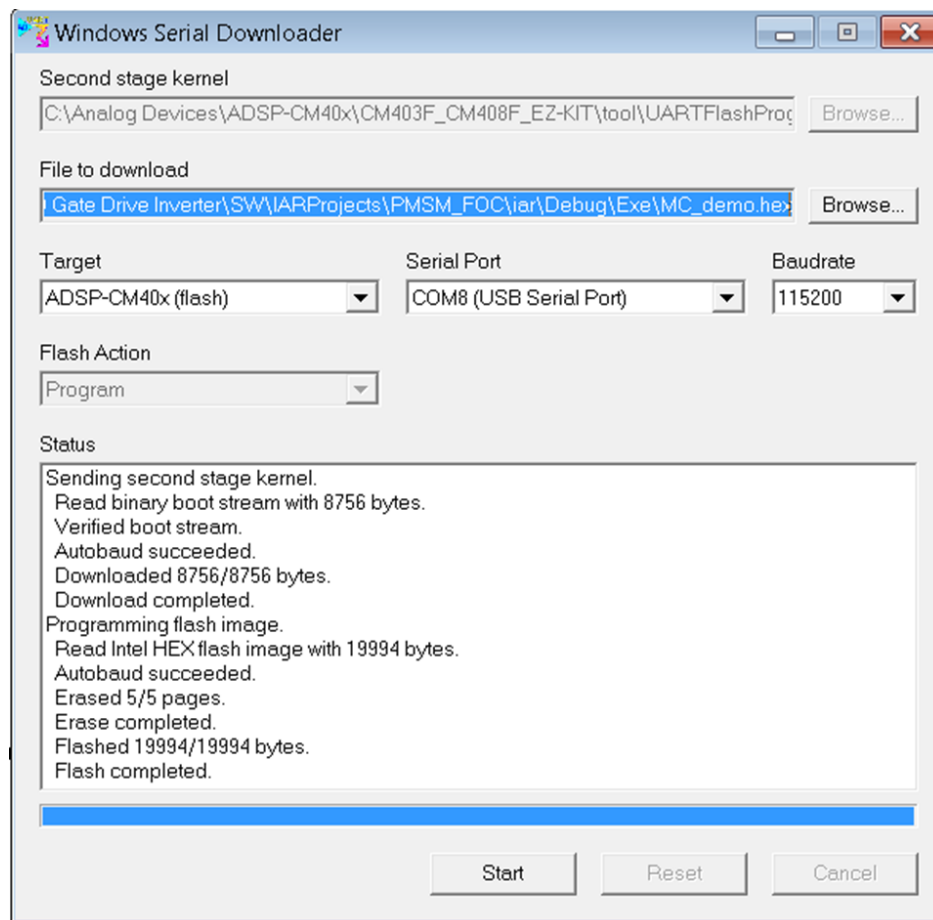 Windows Serial Downloader
Second stage kernel
C:\Analog Devices\ADSP-CM40x\CM403F_CM408F_EZ-KIT\tool\UARTFlashProg
Browse...
File to download
Gate Drive Inverter\SW\IARProjects\PMSM_FOC\iar\Debug\Exe\MC_demo.hex
Browse...
Target Serial Port Baudrate
ADSP-CM40x (flash) COM8 (USB Serial Port) 115200
Flash Action
Program
Status
Sending second stage kernel.
Read binary boot stream with 8756 bytes.
Verified boot stream.
Autobaud succeeded.
Downloaded 8756/8756 bytes.
Download completed.
Programming flash image.
Read Intel HEX flash image with 19994 bytes.
Autobaud succeeded.
Erased 5/5 pages.
Erase completed.
Flashed 19994/19994 bytes.
Flash completed.
Start Reset Cancel